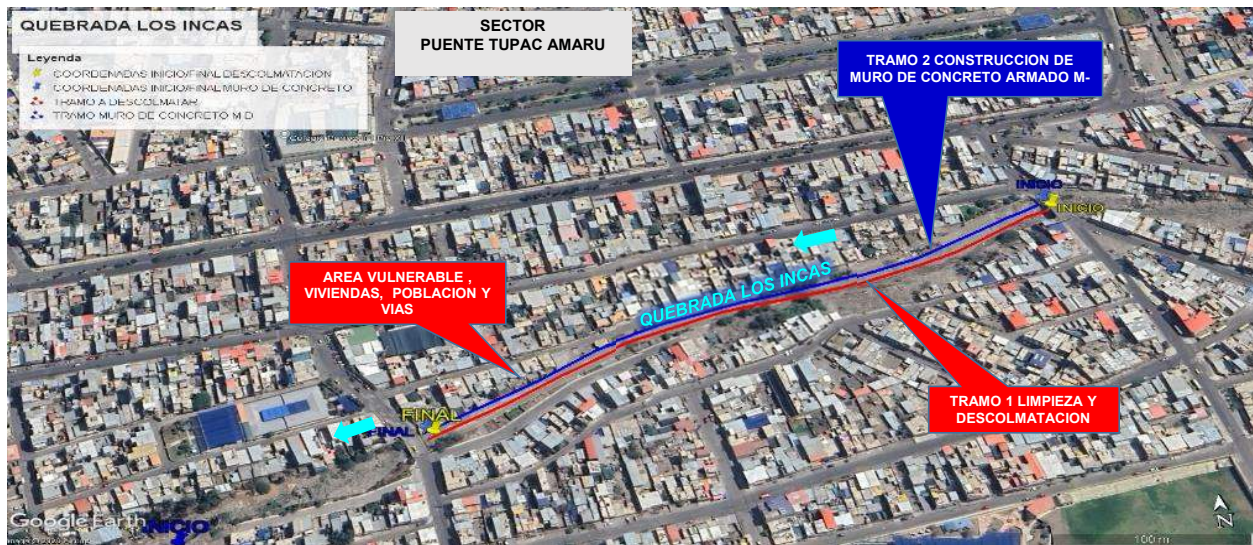 QUEBRADA LOS INCAS
Leyenda
COORDENADAS INICIO/FINAL DESCOLMATACION
COORDENADAS INICIO/FINAL MURO DE CONCRETO
TRAMO A DESCOLMATAR
TRAMO MURO DE CONCRETO M D
SECTOR
PUENTE TUPAC AMARU
TRAMO 2 CONSTRUCCION DE
MURO DE CONCRETO ARMADO M-
INICIO
INICIO
AREA VULNERABLE ,
VIVIENDAS, POBLACION Y
VIAS
QUEBRADA LOS INCAS
TRAMO 1 LIMPIEZA Y
DESCOLMATACION
FINAL
FINAL
Google Earth
INICIO
N
100 m